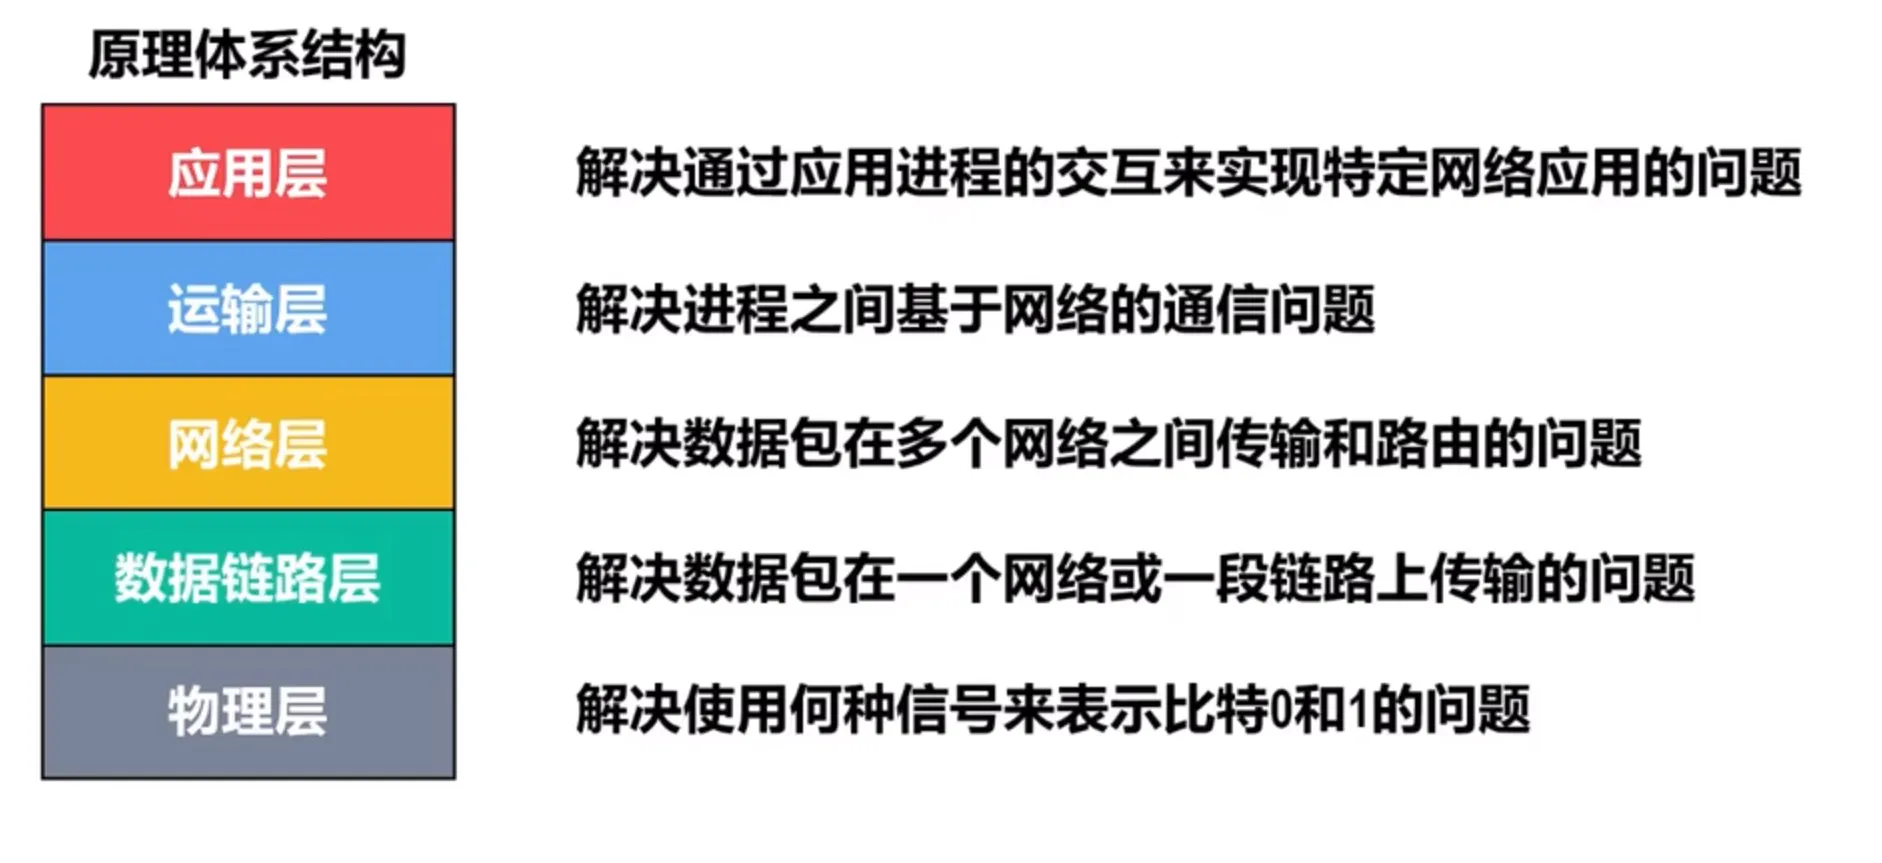 原理体系结构
应用层 解决通过应用进程的交互来实现特定网络应用的问题
运输层 解决进程之间基于网络的通信问题
网络层 解决数据包在多个网络之间传输和路由的问题
数据链路层 解决数据包在一个网络或一段链路上传输的问题
物理层 解决使用何种信号来表示比特0和1的问题